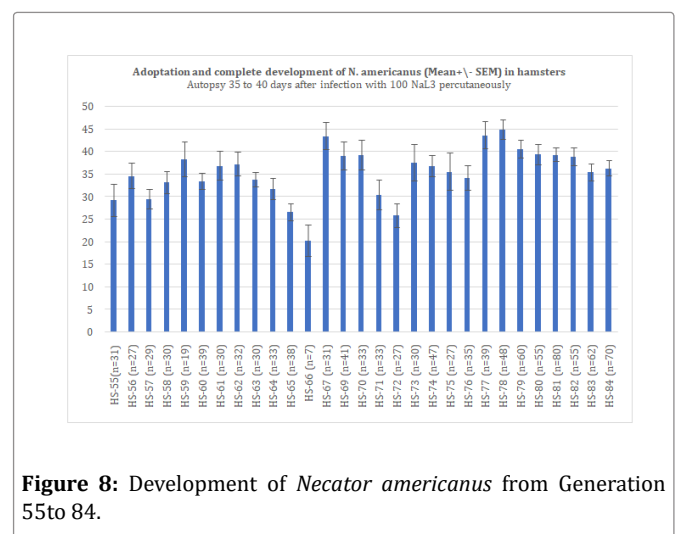 Adoptation and complete development of N. americanus (Mean+\- SEM) in hamsters
Autopsy 35 to 40 days after infection with 100 NaL3 percutaneously
50
45
40
35
30
25
20
15
10
5
0
HS-55(n=31)
HS-56 (n=27)
HS-57 (n=29)
HS-58 (n=30)
HS-59 (n=19)
HS-60 (n=39)
HS-61 (n=30)
HS-62 (n=32)
HS-63 (n=30)
HS-64 (n=33)
HS-65 (n=38)
HS-66 (n=7)
HS-67 (n=31)
HS-69 (n=41)
HS-70 (n=33)
HS-71 (n=33)
HS-72 (n=27)
HS-73 (n=30)
HS-74 (n=47)
HS-75 (n=27)
HS-76 (n=35)
HS-77 (n=39)
HS-78 (n=48)
HS-79 (n=60)
HS-80 (n=55)
HS-81 (n=80)
HS-82 (n=55)
HS-83 (n=62)
HS-84 (n=70)
Figure 8: Development of Necator americanus from Generation
55to 84.